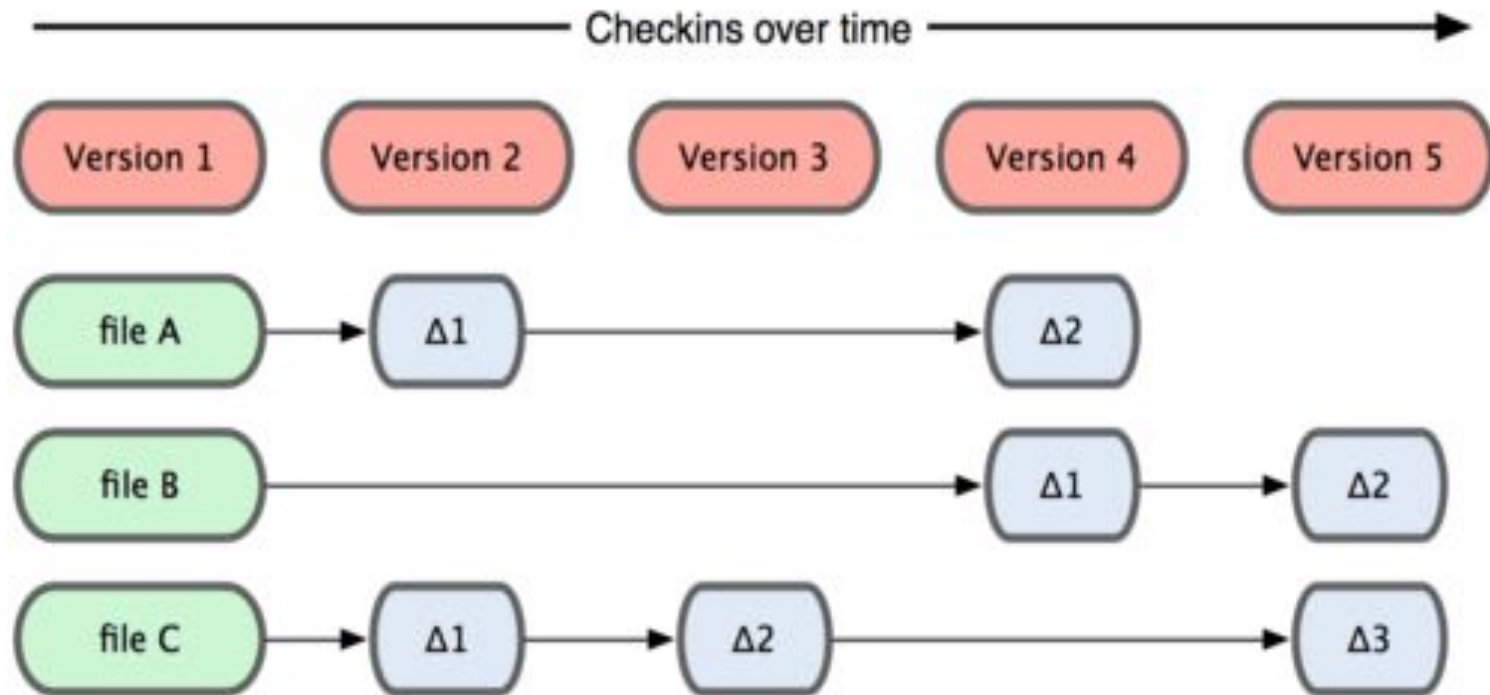 Checkins over time
Version 1 Version 2 Version 3 Version 4 Version 5
file A Δ1 Δ2
file B Δ1 Δ2
file C Δ1 Δ2 Δ3